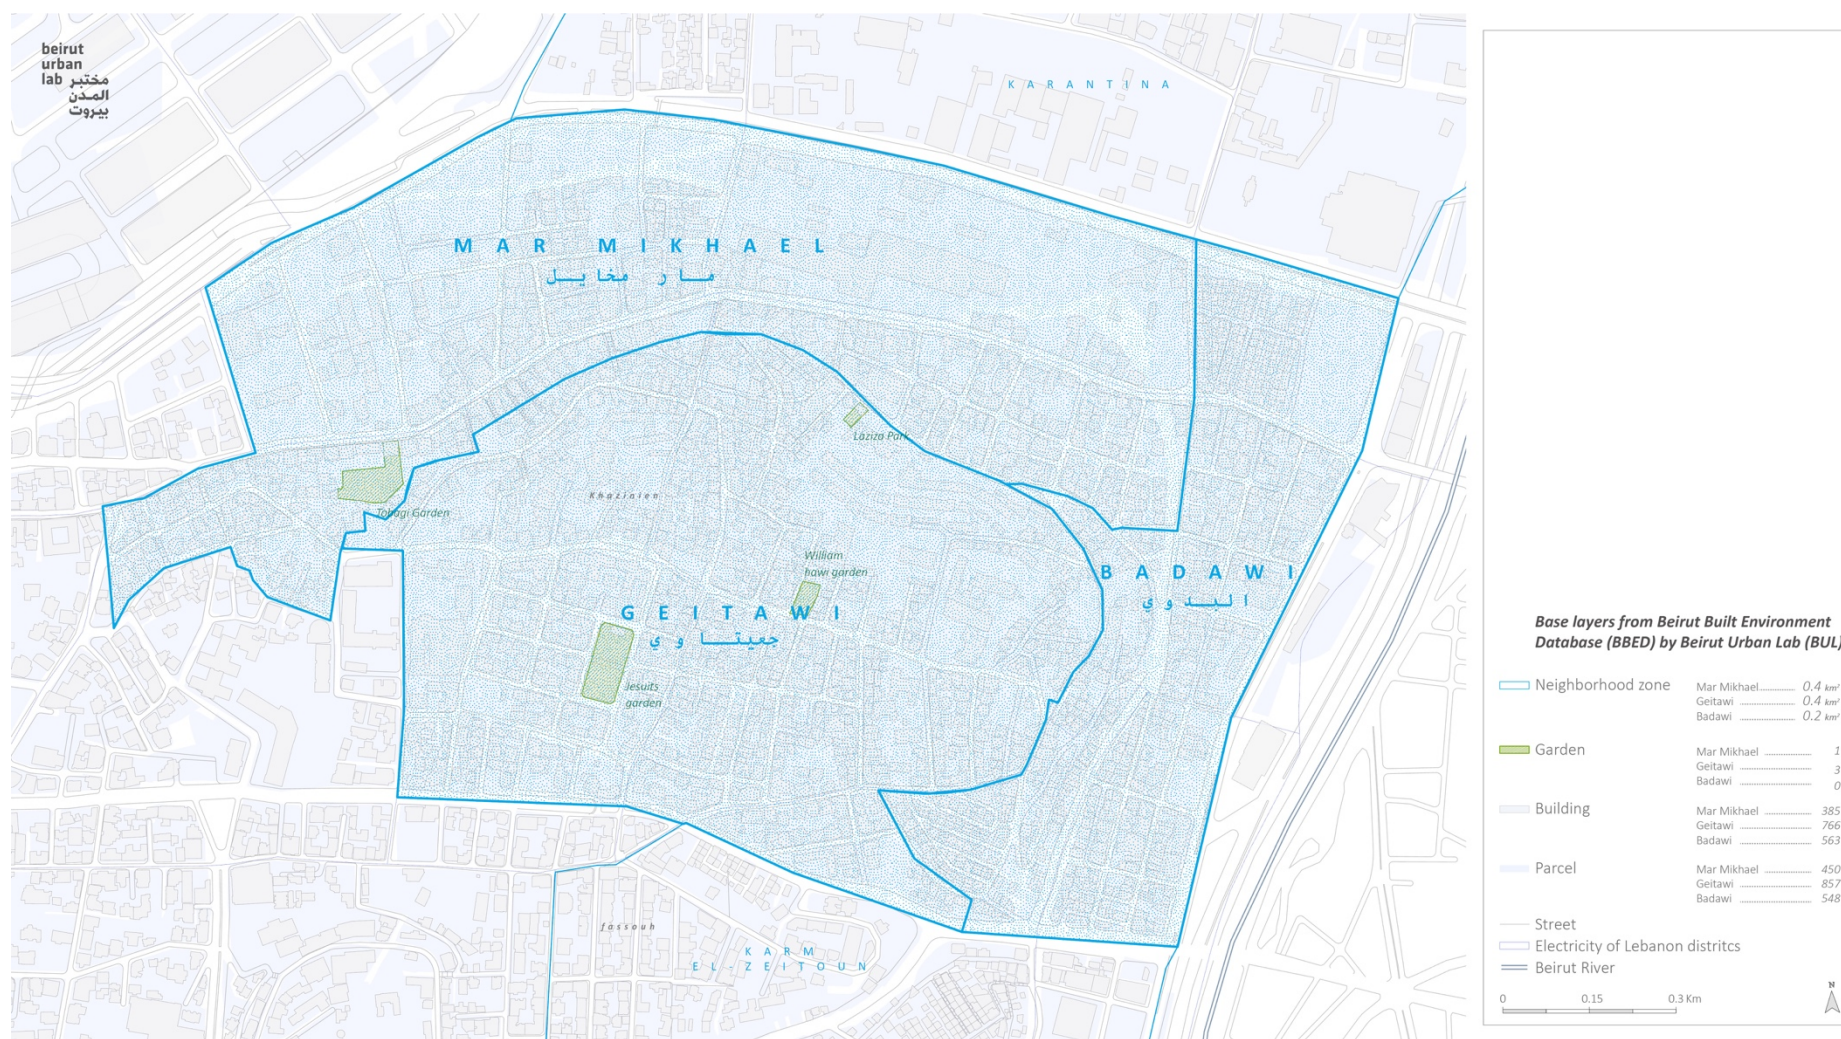 beirut
urban
lab مختبر
المدن
بيروت
KARANTINA
MAR MIKHAEL
مار مخايل
Laziza Park
Khazinien
Tobagi Garden
William
hawi garden
BADAWI
البدوي
GEITAWI
جعيتاوي
Jesuits
garden
fassouh
KARM
EL-ZEITOUN
Base layers from Beirut Built Environment
Database (BBED) by Beirut Urban Lab (BUL)
Neighborhood zone
Mar Mikhael 0.4 km²
Geitawi 0.4 km²
Badawi 0.2 km²
Garden
Mar Mikhael 1
Geitawi 3
Badawi 0
Building
Mar Mikhael 385
Geitawi 766
Badawi 563
Parcel
Mar Mikhael 450
Geitawi 857
Badawi 548
Street
Electricity of Lebanon distritcs
Beirut River
0 0.15 0.3 Km
N